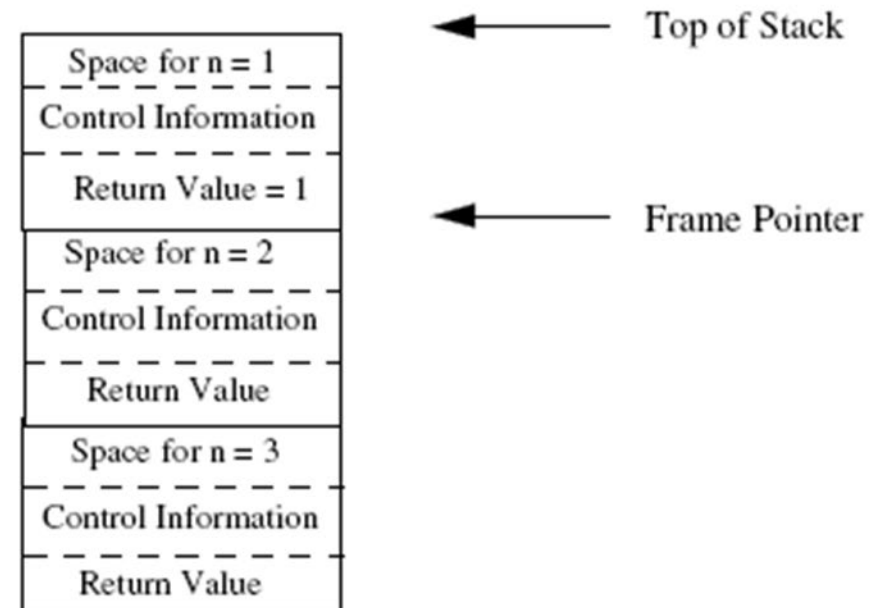 Top of Stack
Space for n = 1
Control Information
Return Value = 1
Frame Pointer
Space for n = 2
Control Information
Return Value
Space for n = 3
Control Information
Return Value